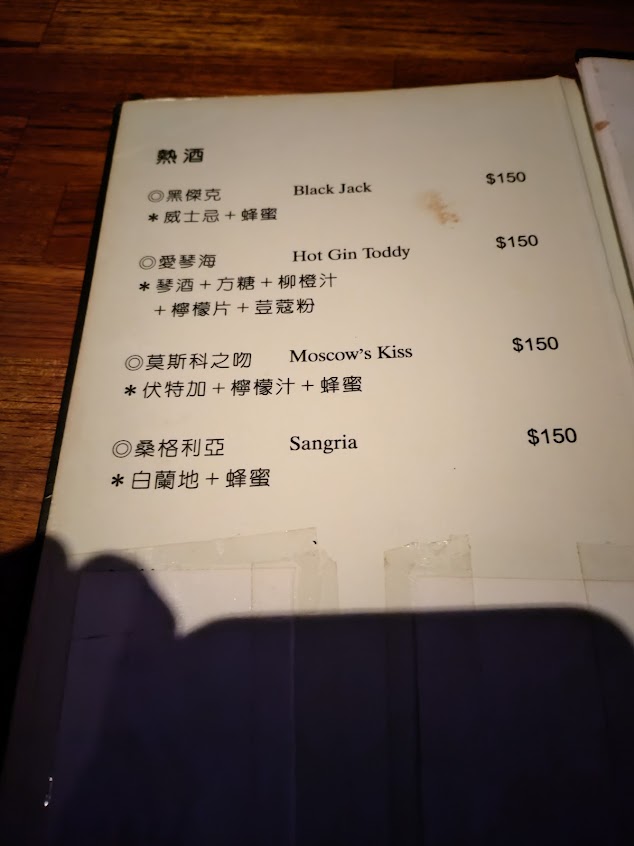 熱酒
◎黑傑克 Black Jack $150
*威士忌+蜂蜜
◎愛琴海 Hot Gin Toddy $150
*琴酒+方糖+柳橙汁
+檸檬片+荳蔻粉
◎莫斯科之吻 Moscow's Kiss $150
*伏特加+檸檬汁+蜂蜜
◎桑格利亞 Sangria $150
*白蘭地+蜂蜜